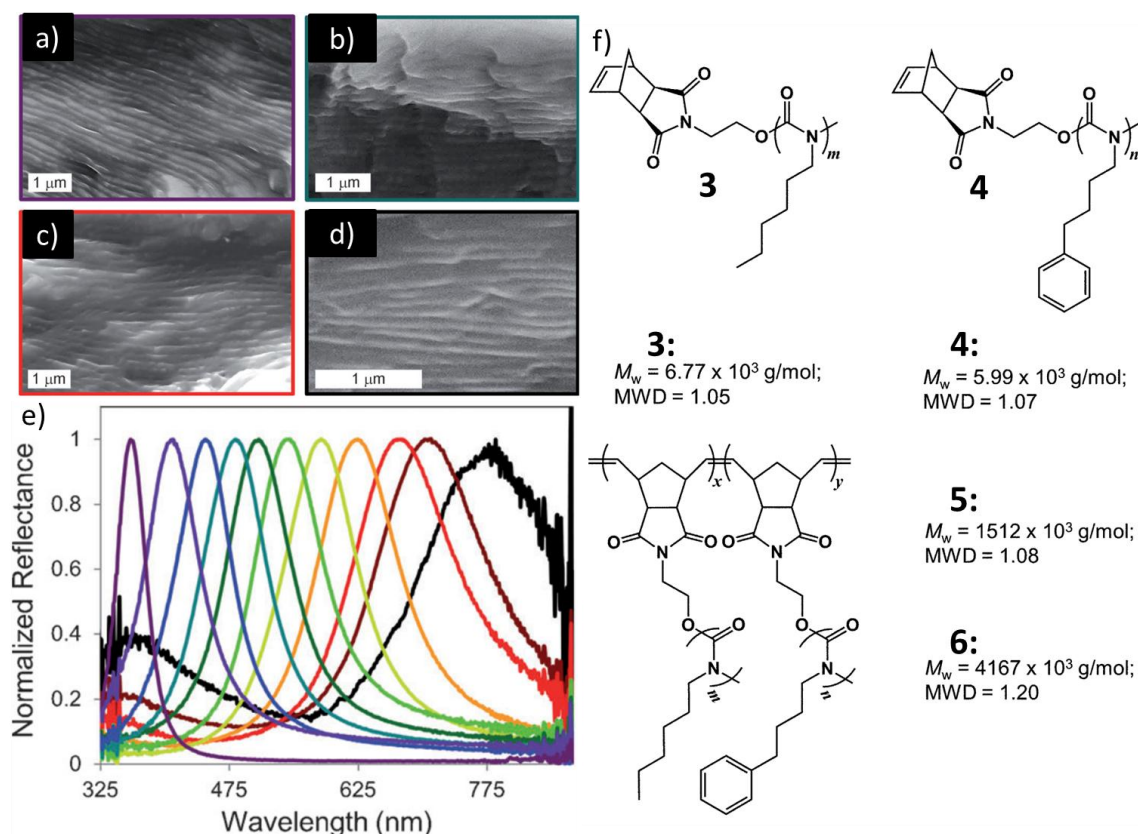 a)
1 μm
b)
1 μm
c)
1 μm
d)
1 μm
e)
Normalized Reflectance
1
0.8
0.6
0.4
0.2
0
325 475 625 775
Wavelength (nm)
f)
O
N
O
O
O
N
m
3
O
N
O
O
O
N
n
4
3:
Mw = 6.77 x 10³ g/mol;
MWD = 1.05
4:
Mw = 5.99 x 10³ g/mol;
MWD = 1.07
x
y
O N O
O N O
O
O
O
O
N
N
5:
Mw = 1512 x 10³ g/mol;
MWD = 1.08
6:
Mw = 4167 x 10³ g/mol;
MWD = 1.20